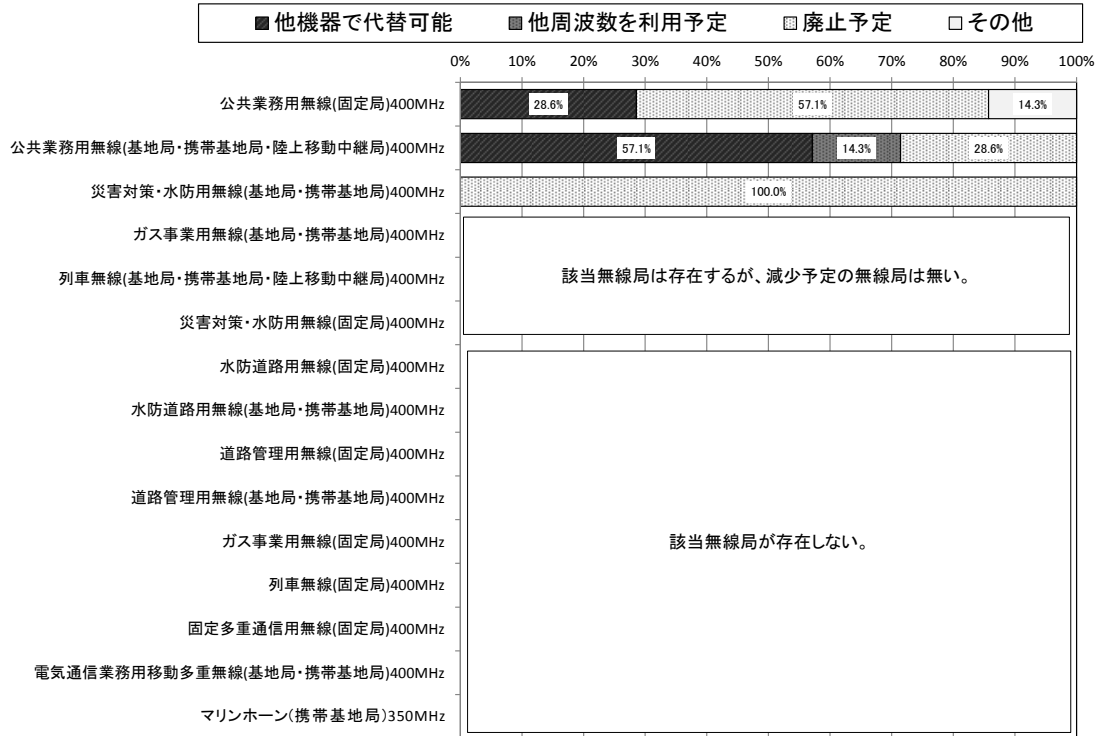 ■他機器で代替可能 ■他周波数を利用予定 □廃止予定 □その他
0% 10% 20% 30% 40% 50% 60% 70% 80% 90% 100%
公共業務用無線(固定局)400MHz 28.6% 57.1% 14.3%
公共業務用無線(基地局・携帯基地局・陸上移動中継局)400MHz 57.1% 14.3% 28.6%
災害対策・水防用無線(基地局・携帯基地局)400MHz 100.0%
ガス事業用無線(基地局・携帯基地局)400MHz
列車無線(基地局・携帯基地局・陸上移動中継局)400MHz 該当無線局は存在するが、減少予定の無線局は無い。
災害対策・水防用無線(固定局)400MHz
水防道路用無線(固定局)400MHz
水防道路用無線(基地局・携帯基地局)400MHz
道路管理用無線(固定局)400MHz
道路管理用無線(基地局・携帯基地局)400MHz
ガス事業用無線(固定局)400MHz 該当無線局が存在しない。
列車無線(固定局)400MHz
固定多重通信用無線(固定局)400MHz
電気通信業務用移動多重無線(基地局・携帯基地局)400MHz
マリンホーン(携帯基地局)350MHz